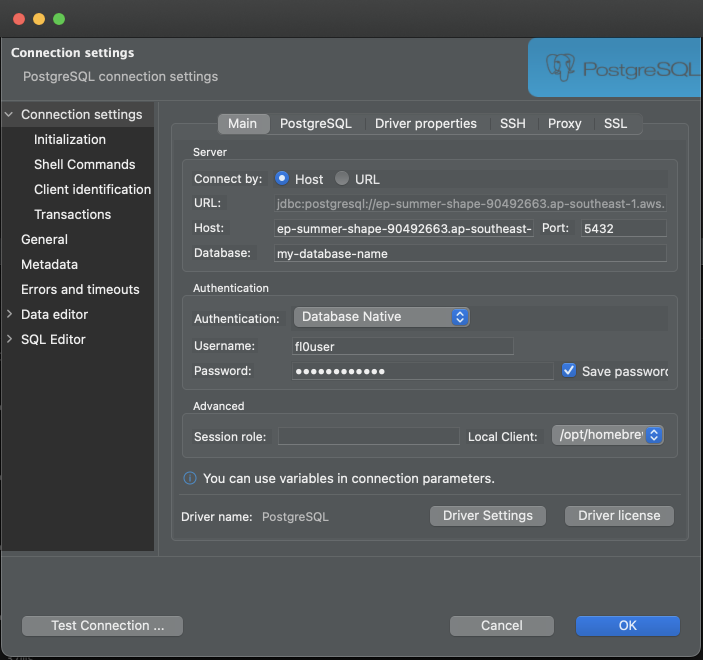 Connection settings
PostgreSQL connection settings
PostgreSQL
Connection settings
Initialization
Shell Commands
Client identification
Transactions
General
Metadata
Errors and timeouts
Data editor
SQL Editor
Main PostgreSQL Driver properties SSH Proxy SSL
Server
Connect by: Host URL
URL: jdbc:postgresql://ep-summer-shape-90492663.ap-southeast-1.aws.
Host: ep-summer-shape-90492663.ap-southeast- Port: 5432
Database: my-database-name
Authentication
Authentication: Database Native
Username: fl0user
Password: ●●●●●●●●●●●● Save password
Advanced
Session role: Local Client: /opt/homebre
You can use variables in connection parameters.
Driver name: PostgreSQL Driver Settings Driver license
Test Connection ... Cancel OK